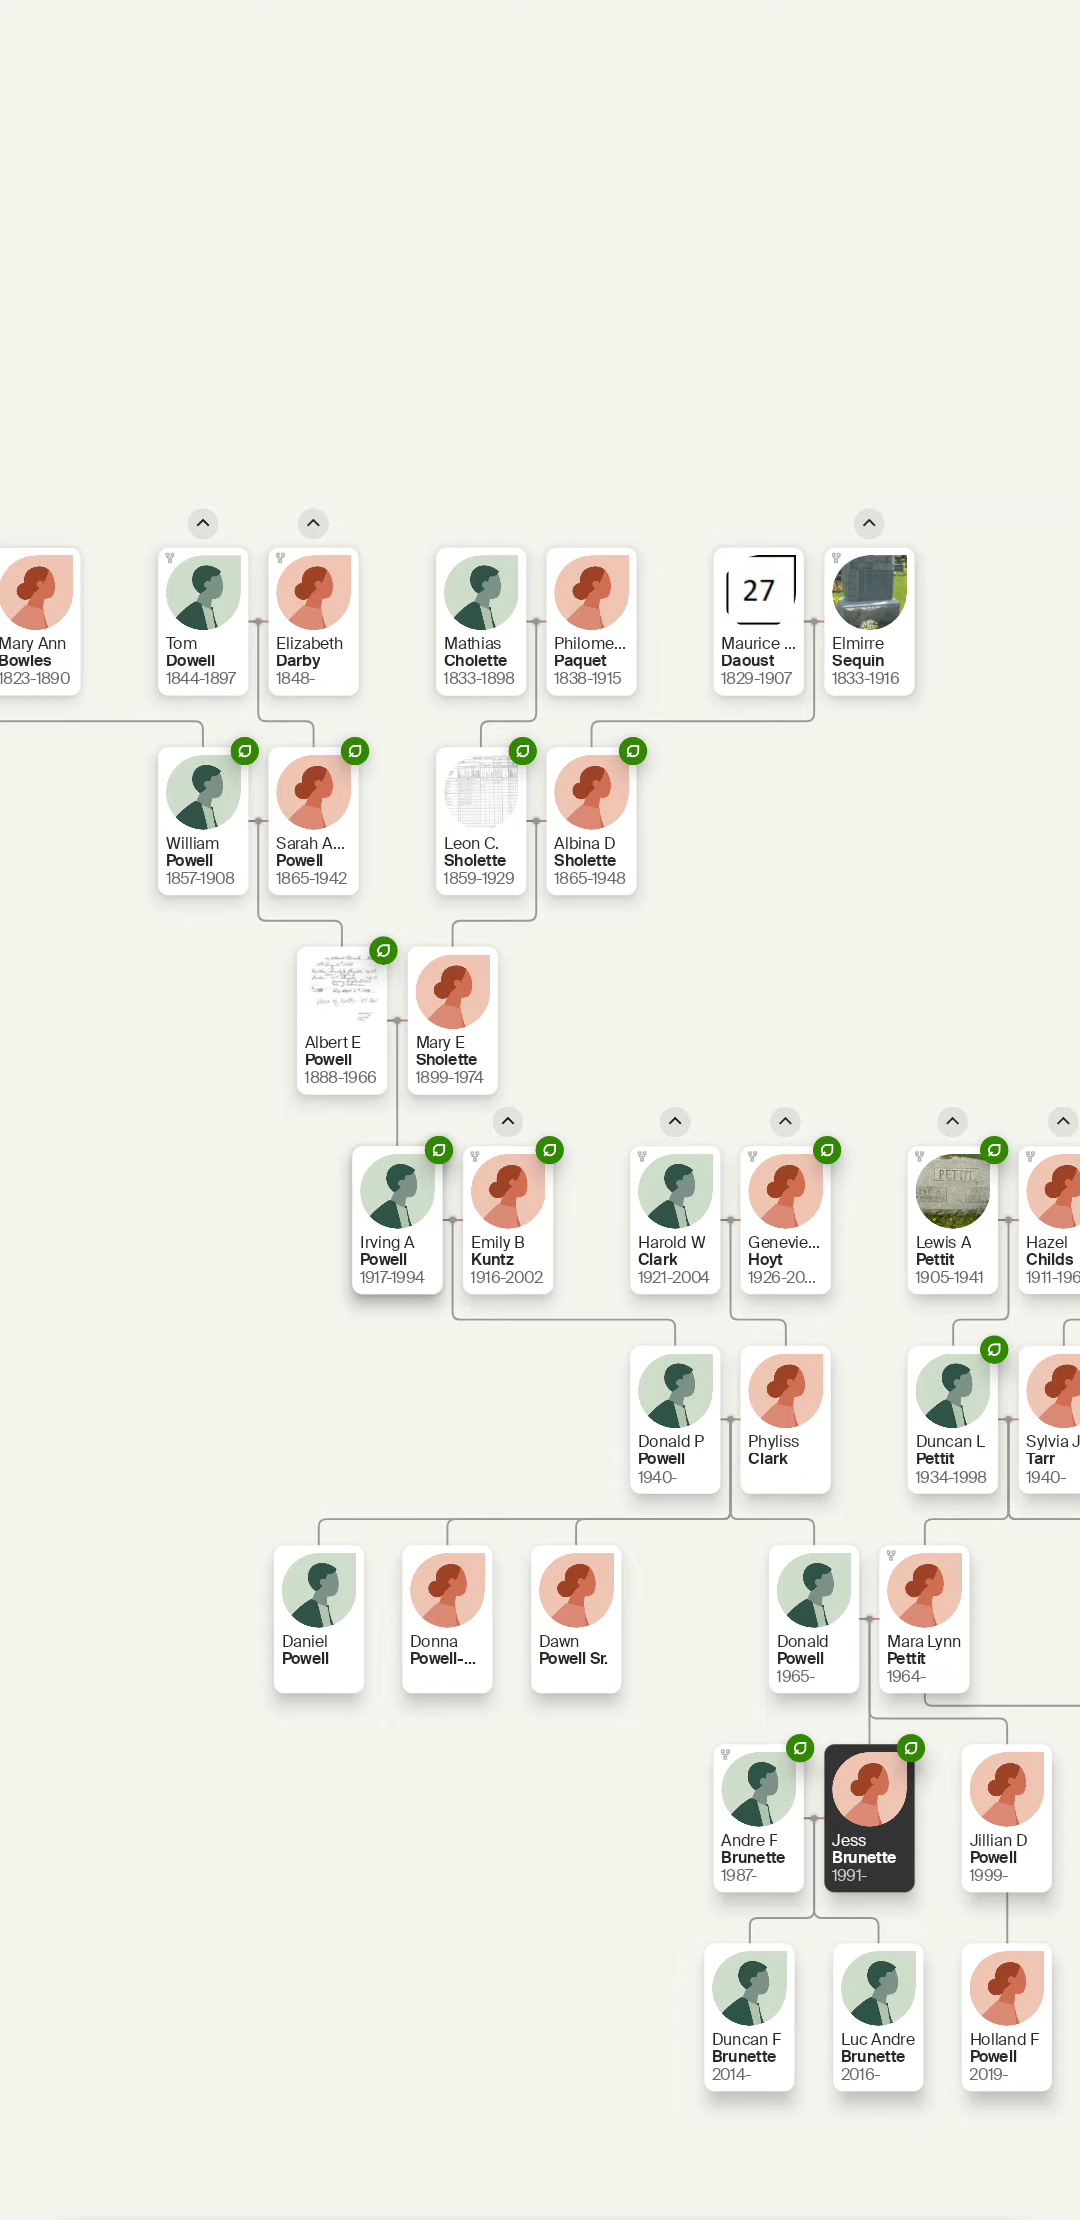 Mary Ann
Bowles
1823-1890
Tom
Dowell
1844-1897
Elizabeth
Darby
1848-
Mathias
Cholette
1833-1898
Philome...
Paquet
1838-1915
27
Maurice ...
Daoust
1829-1907
Elmirre
Sequin
1833-1916
William
Powell
1857-1908
Sarah A...
Powell
1865-1942
Leon C.
Sholette
1859-1929
Albina D
Sholette
1865-1948
Albert E
Powell
1888-1966
Mary E
Sholette
1899-1974
Irving A
Powell
1917-1994
Emily B
Kuntz
1916-2002
Harold W
Clark
1921-2004
Genevie...
Hoyt
1926-20...
PETTIT
Lewis A
Pettit
1905-1941
Hazel
Childs
1911-196
Donald P
Powell
1940-
Phyliss
Clark
Duncan L
Pettit
1934-1998
Sylvia J
Tarr
1940-
Daniel
Powell
Donna
Powell-...
Dawn
Powell Sr.
Donald
Powell
1965-
Mara Lynn
Pettit
1964-
Andre F
Brunette
1987-
Jess
Brunette
1991-
Jillian D
Powell
1999-
Duncan F
Brunette
2014-
Luc Andre
Brunette
2016-
Holland F
Powell
2019-